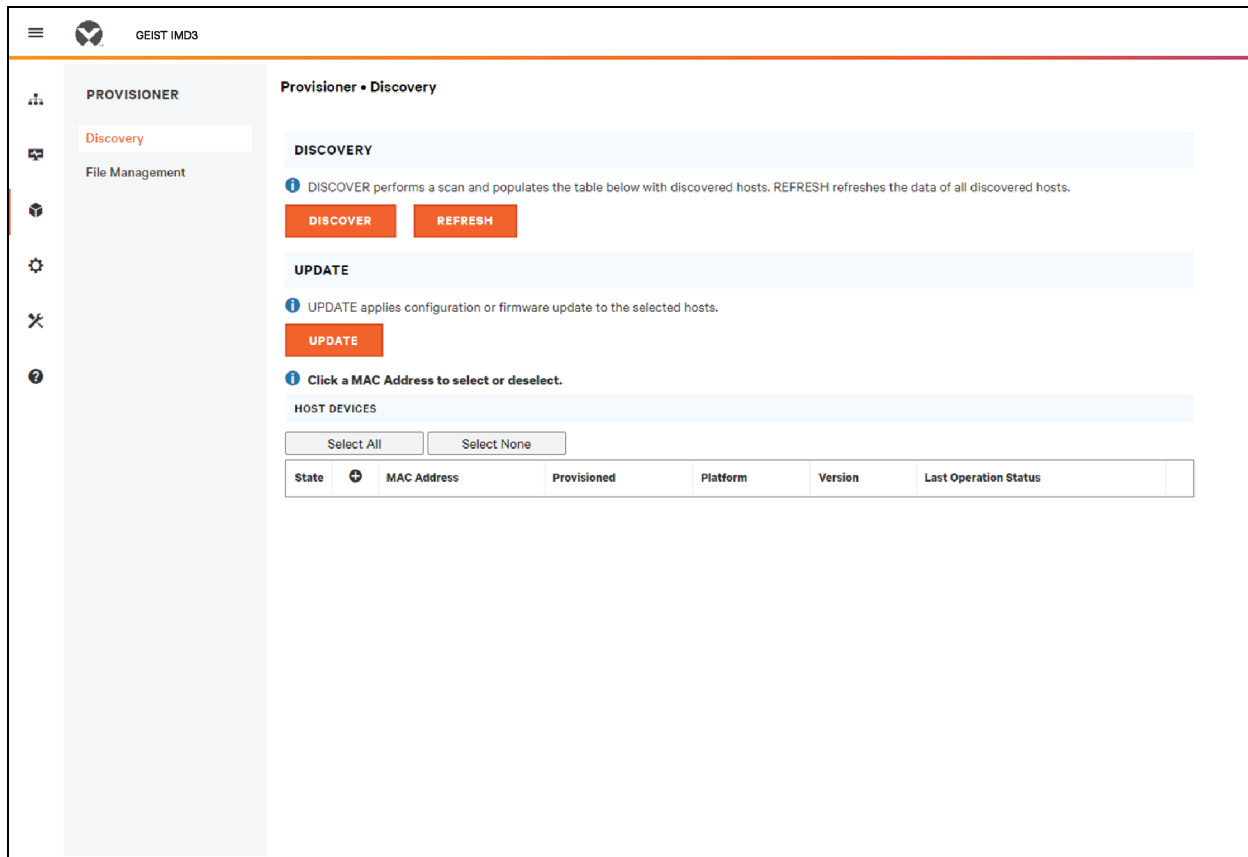 GEIST IMD3
PROVISIONER
Discovery
File Management
Provisioner • Discovery
DISCOVERY
DISCOVER performs a scan and populates the table below with discovered hosts. REFRESH refreshes the data of all discovered hosts.
DISCOVER REFRESH
UPDATE
UPDATE applies configuration or firmware update to the selected hosts.
UPDATE
Click a MAC Address to select or deselect.
HOST DEVICES
Select All Select None
State MAC Address Provisioned Platform Version Last Operation Status